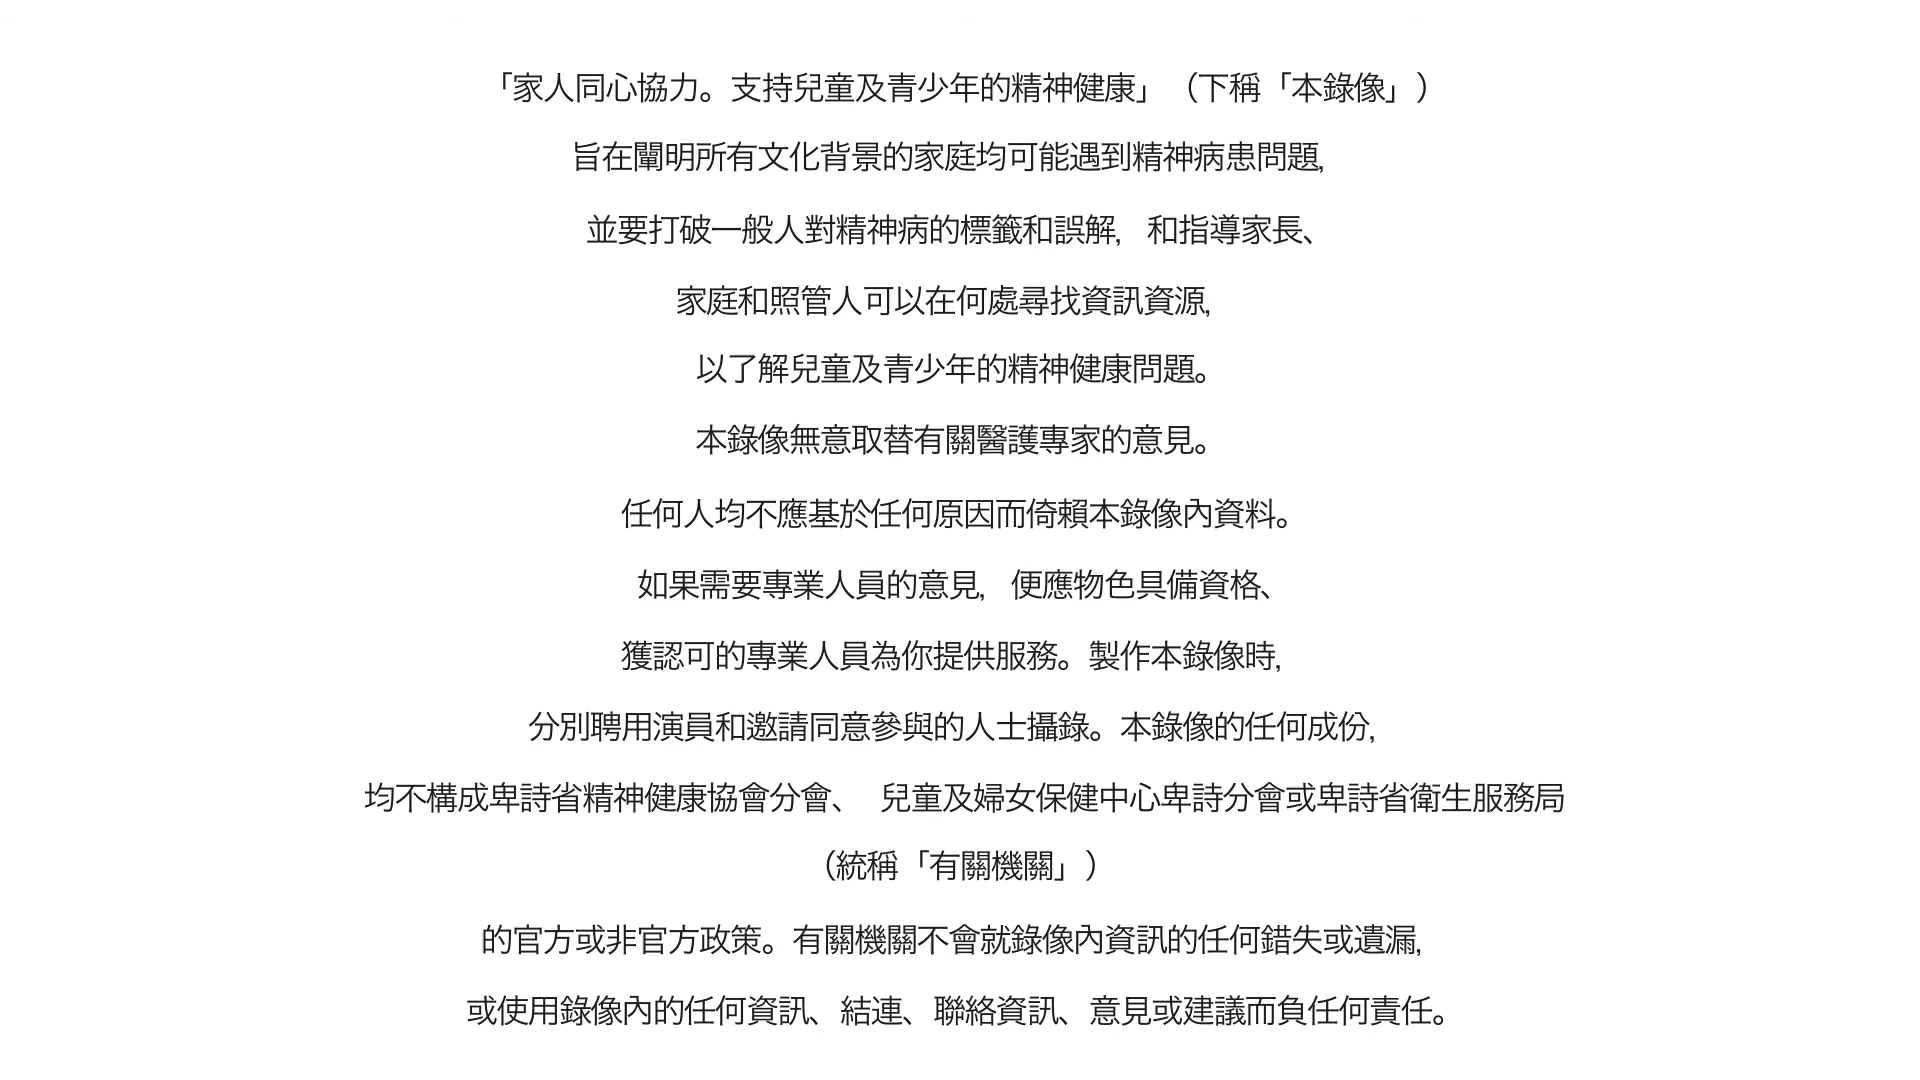 「家人同心協力。支持兒童及青少年的精神健康」（下稱「本錄像」）
旨在闡明所有文化背景的家庭均可能遇到精神病患問題,
並要打破一般人對精神病的標籤和誤解, 和指導家長、
家庭和照管人可以在何處尋找資訊資源,
以了解兒童及青少年的精神健康問題。
本錄像無意取替有關醫護專家的意見。
任何人均不應基於任何原因而倚賴本錄像內資料。
如果需要專業人員的意見, 便應物色具備資格、
獲認可的專業人員為你提供服務。製作本錄像時,
分別聘用演員和邀請同意參與的人士攝錄。本錄像的任何成份,
均不構成卑詩省精神健康協會分會、 兒童及婦女保健中心卑詩分會或卑詩省衛生服務局
（統稱「有關機關」）
的官方或非官方政策。有關機關不會就錄像內資訊的任何錯失或遺漏,
或使用錄像內的任何資訊、結連、聯絡資訊、意見或建議而負任何責任。